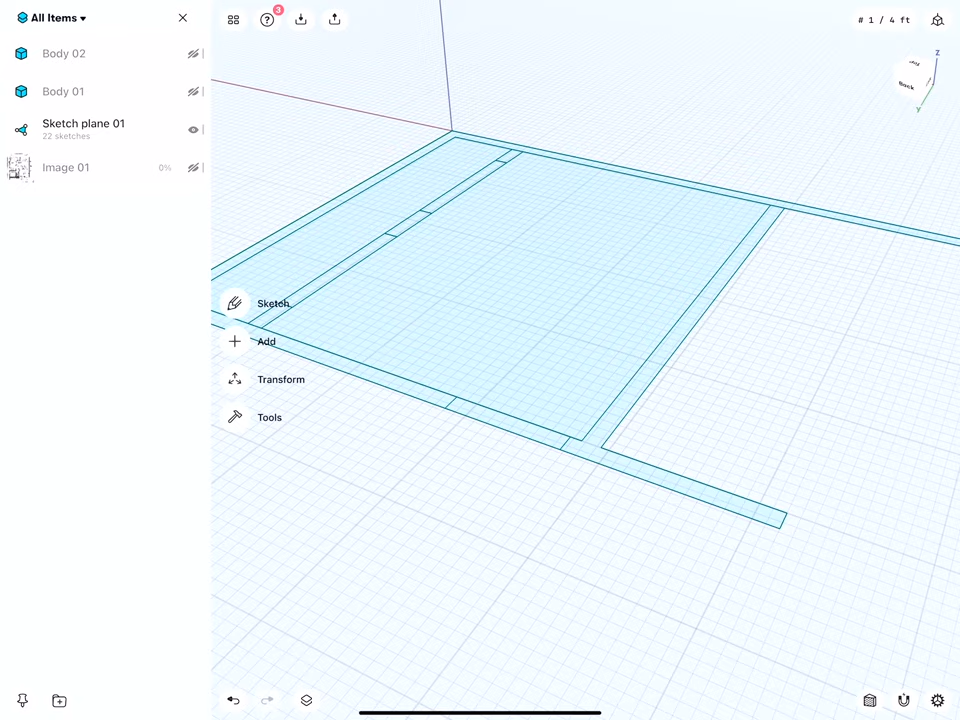 All Items
3
# 1 / 4 ft
Body 02
Body 01
Sketch plane 01
22 sketches
Image 01
0%
Z
Back
Y
Sketch
Add
Transform
Tools